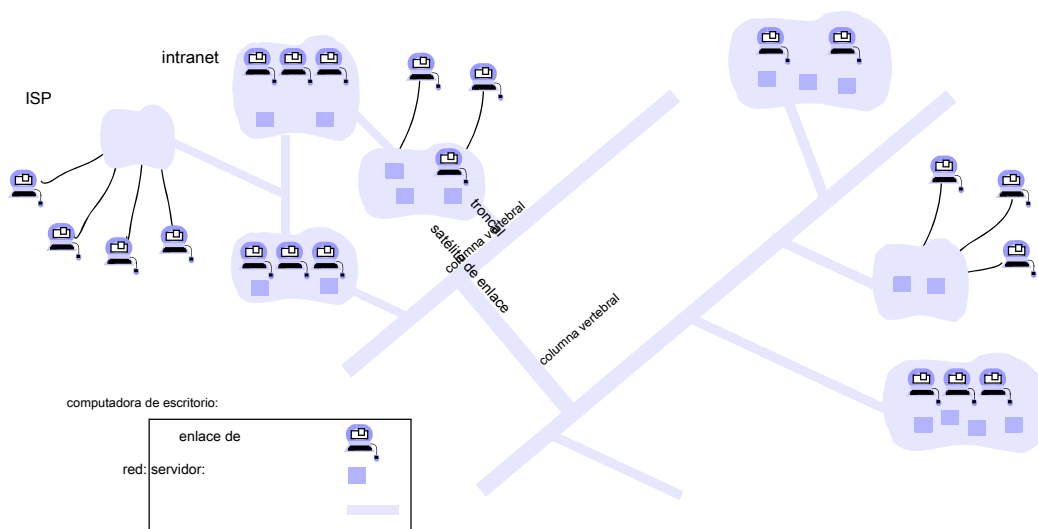 intranet
ISP
troncal
columna vertebral
satélite de enlace
columna vertebral
computadora de escritorio:
enlace de
red: servidor: